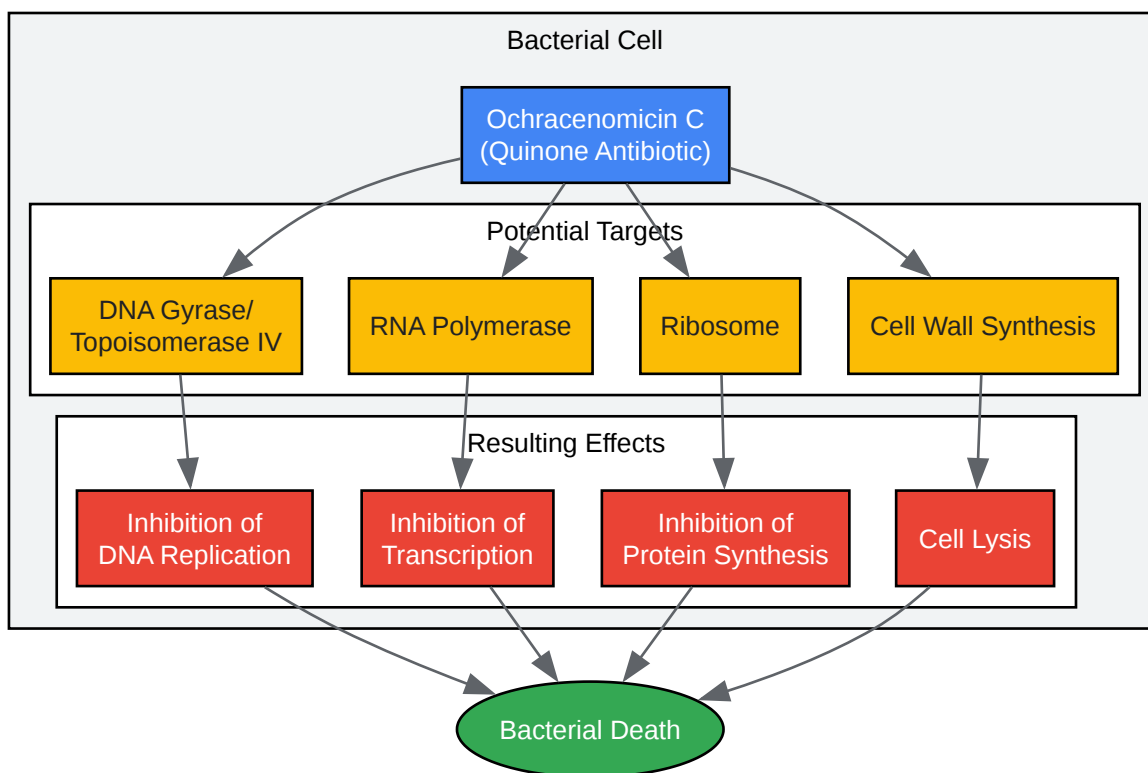 Bacterial Cell
Ochracenomicin C
(Quinone Antibiotic)
Potential Targets
DNA Gyrase/
Topoisomerase IV
RNA Polymerase
Ribosome
Cell Wall Synthesis
Resulting Effects
Inhibition of
DNA Replication
Inhibition of
Transcription
Inhibition of
Protein Synthesis
Cell Lysis
Bacterial Death